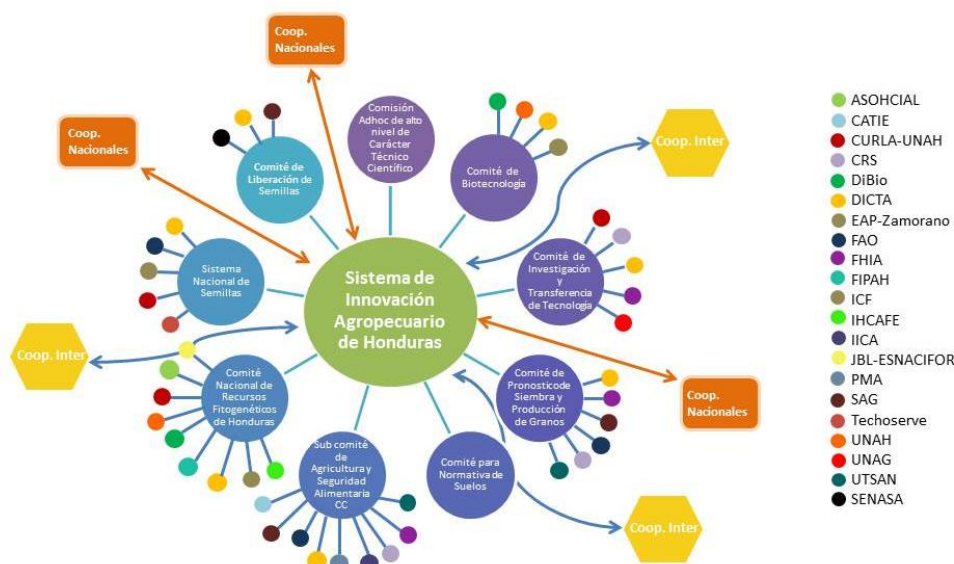 Coop.
Nacionales
Coop.
Nacionales
Coop. Inter
Comisión
Adhoc de alto
nivel de
Carácter
Técnico
Científico
Comité de
Liberación de
Semillas
Comité de
Biotecnología
Sistema
Nacional de
Semillas
Sistema de
Innovación
Agropecuario
de Honduras
Comité de
Investigación
y
Transferencia
de Tecnología
Coop. Inter
Comité
Nacional de
Recursos
Fitogenéticos
de Honduras
Comité de
Pronosticode
Siembra y
Producción
de Granos
Coop.
Nacionales
Sub comité
de
Agricultura y
Seguridad
Alimentaria
CC
Comité para
Normativa de
Suelos
Coop. Inter
ASOHCIAL
CATIE
CURLA-UNAH
CRS
DiBio
DICTA
EAP-Zamorano
FAO
FHIA
FIPAH
ICF
IHCAFE
IICA
JBL-ESNACIFOR
PMA
SAG
Techoserve
UNAH
UNAG
UTSAN
SENASA